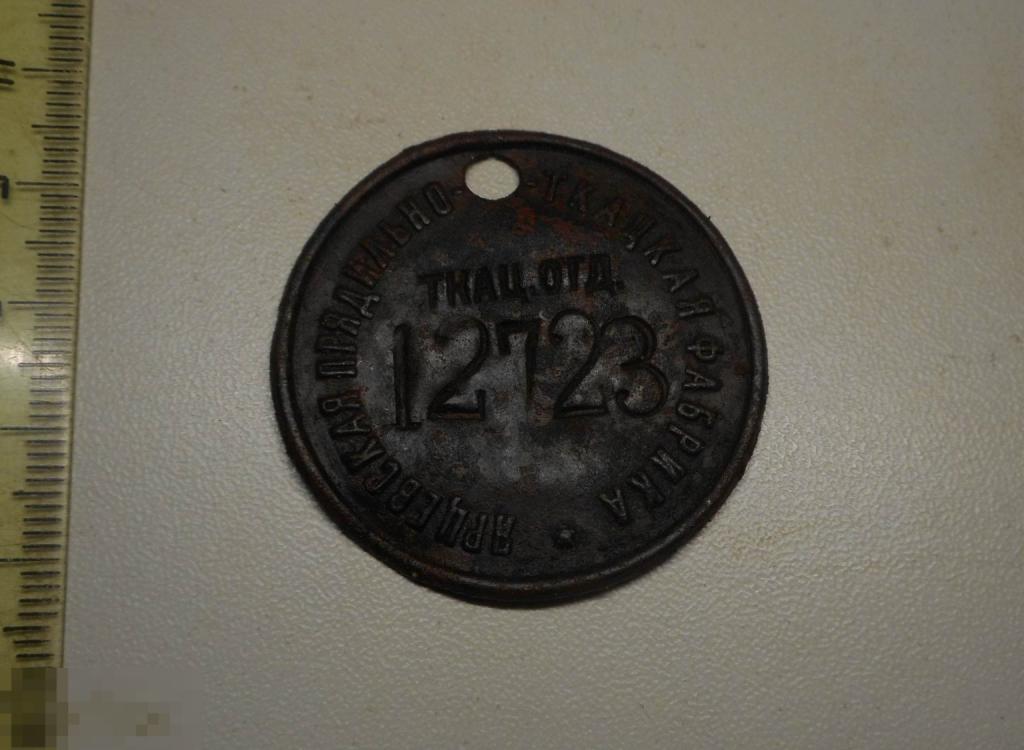 ЯРЦЕВСКАЯ ПРЯДИЛЬНО-ТКАЦКАЯ ФАБРИКА
ТКАЦ. ОТД.
12723